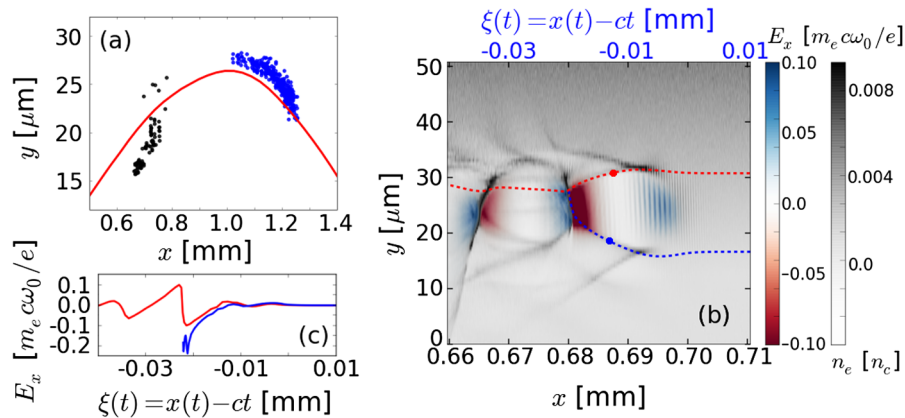 (a)
y [μm]
30
25
20
15
0.6 0.8 1.0 1.2 1.4
x [mm]
E_x [m_e cω_0/e]
0.1
0.0
-0.1
-0.2
(c)
-0.03 -0.01 0.01
ξ(t)=x(t)−ct [mm]
ξ(t)=x(t)−ct [mm]
-0.03 -0.01 0.01
y [μm]
50
40
30
20
10
0
(b)
0.66 0.67 0.68 0.69 0.70 0.71
x [mm]
E_x [m_e cω_0/e]
0.10
0.05
0.0
−0.05
−0.10
0.008
0.004
0.0
n_e [n_c]